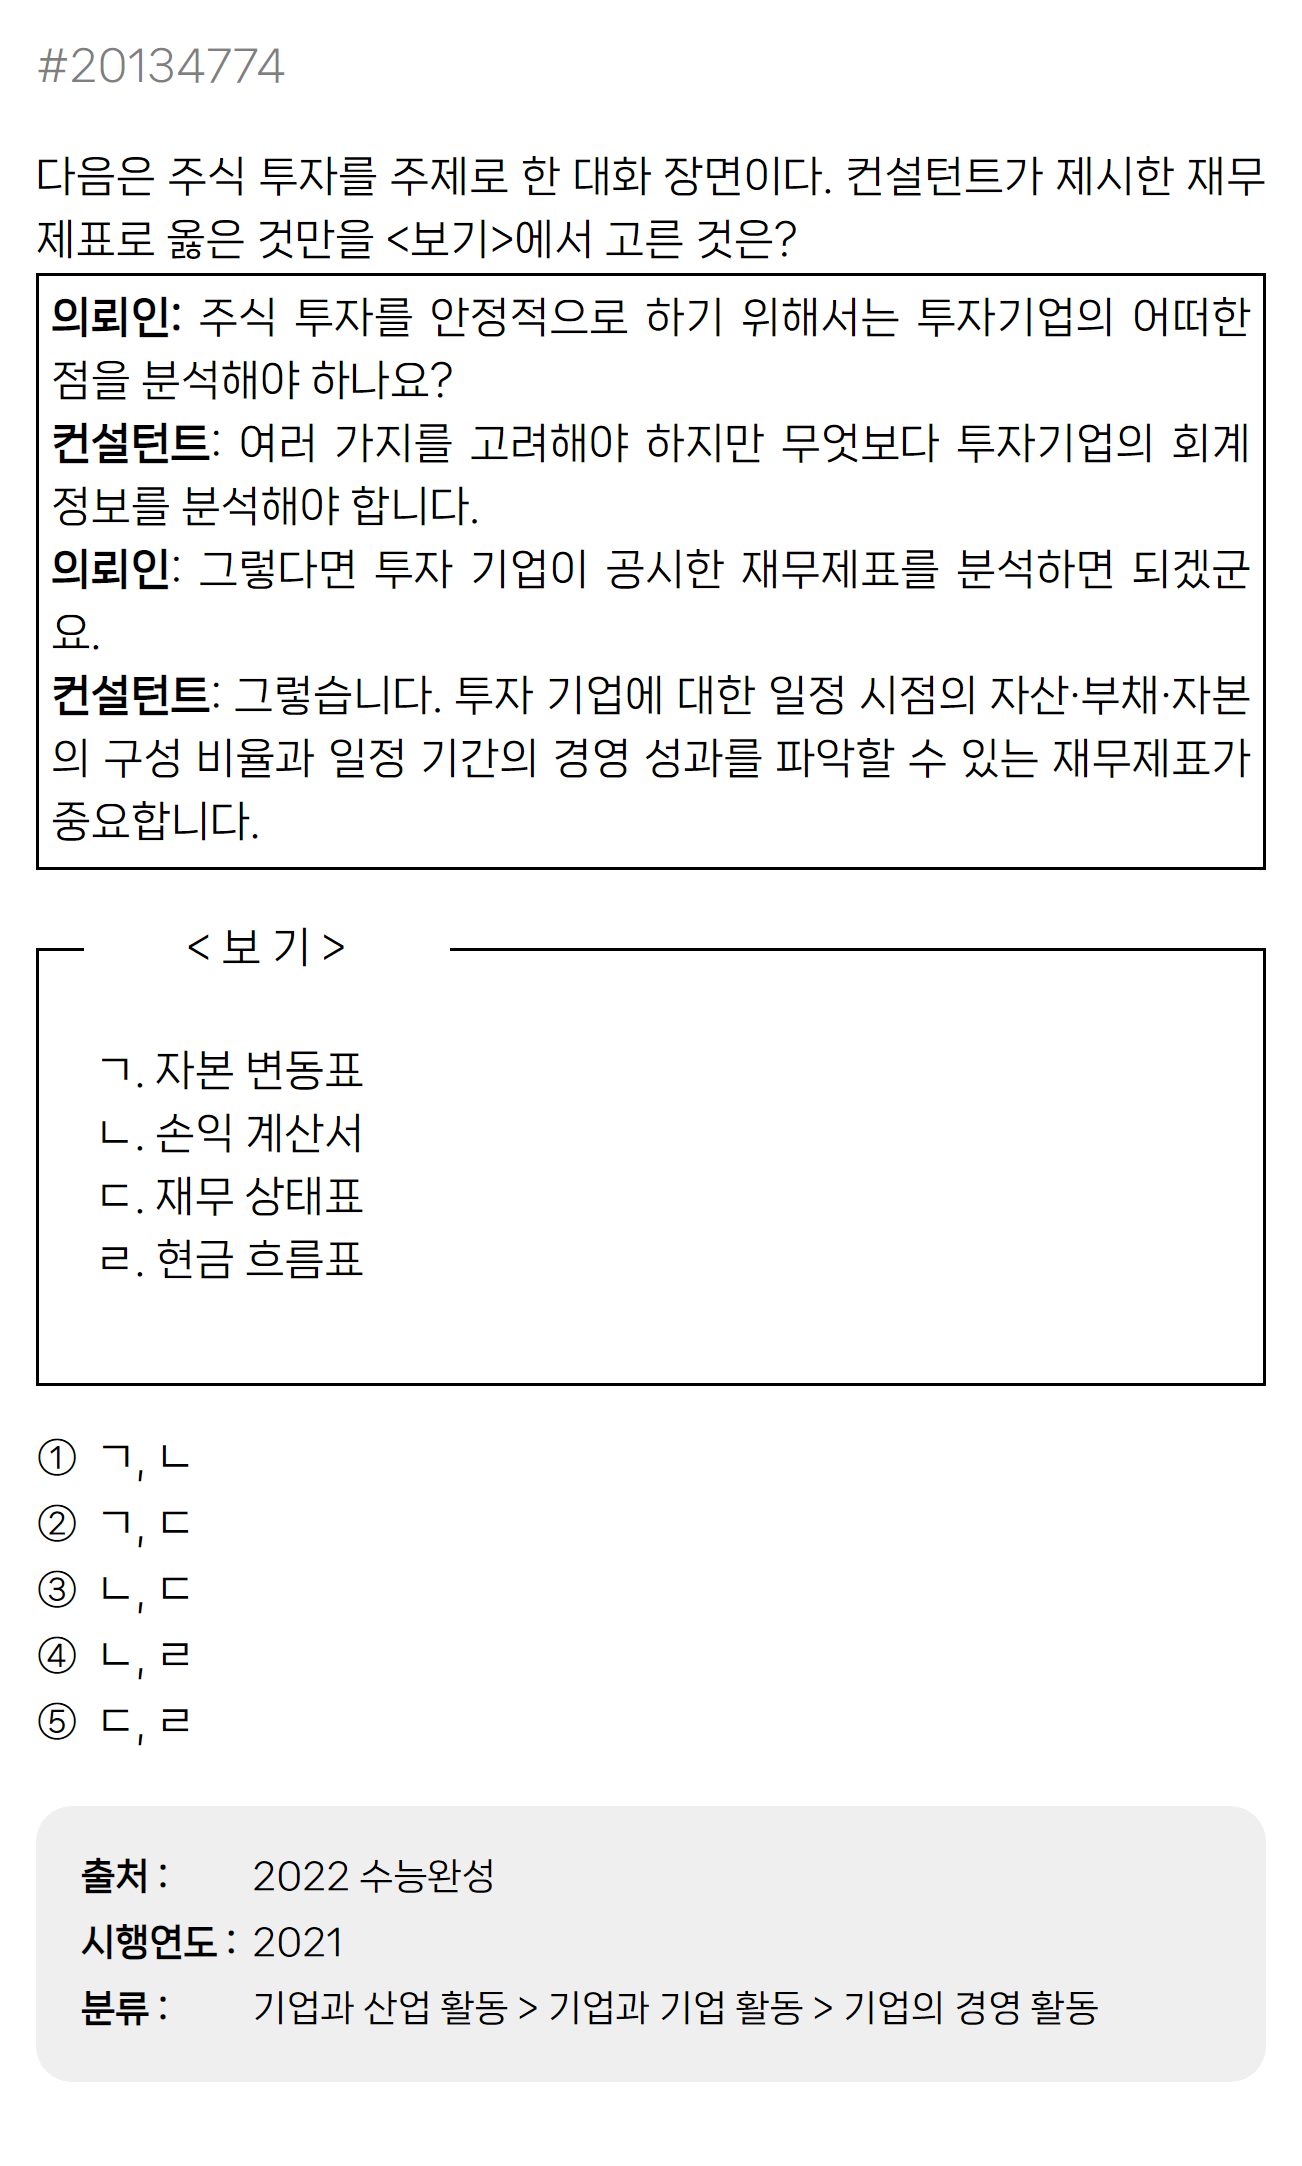 #20134774
다음은 주식 투자를 주제로 한 대화 장면이다. 컨설턴트가 제시한 재무
제표로 옳은 것만을 <보기>에서 고른 것은?
의뢰인: 주식 투자를 안정적으로 하기 위해서는 투자기업의 어떠한
점을 분석해야 하나요?
컨설턴트: 여러 가지를 고려해야 하지만 무엇보다 투자기업의 회계
정보를 분석해야 합니다.
의뢰인: 그렇다면 투자 기업이 공시한 재무제표를 분석하면 되겠군
요.
컨설턴트: 그렇습니다. 투자 기업에 대한 일정 시점의 자산·부채·자본
의 구성 비율과 일정 기간의 경영 성과를 파악할 수 있는 재무제표가
중요합니다.
< 보 기 >
ㄱ. 자본 변동표
ㄴ. 손익 계산서
ㄷ. 재무 상태표
ㄹ. 현금 흐름표
① ㄱ, ㄴ
② ㄱ, ㄷ
③ ㄴ, ㄷ
④ ㄴ, ㄹ
⑤ ㄷ, ㄹ
출처 : 2022 수능완성
시행연도 : 2021
분류 : 기업과 산업 활동 > 기업과 기업 활동 > 기업의 경영 활동